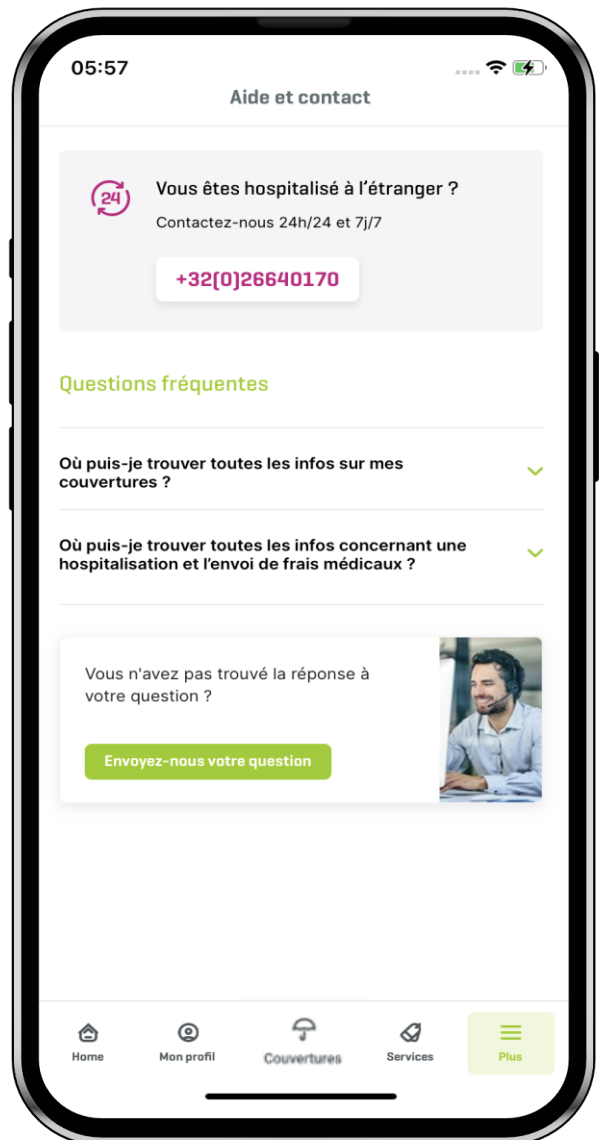 05:57
Aide et contact
24
Vous êtes hospitalisé à l'étranger ?
Contactez-nous 24h/24 et 7j/7
+32(0)26640170
Questions fréquentes
Où puis-je trouver toutes les infos sur mes
couvertures ?
Où puis-je trouver toutes les infos concernant une
hospitalisation et l'envoi de frais médicaux ?
Vous n'avez pas trouvé la réponse à
votre question ?
Envoyez-nous votre question
Home
Mon profil
Couvertures
Services
Plus